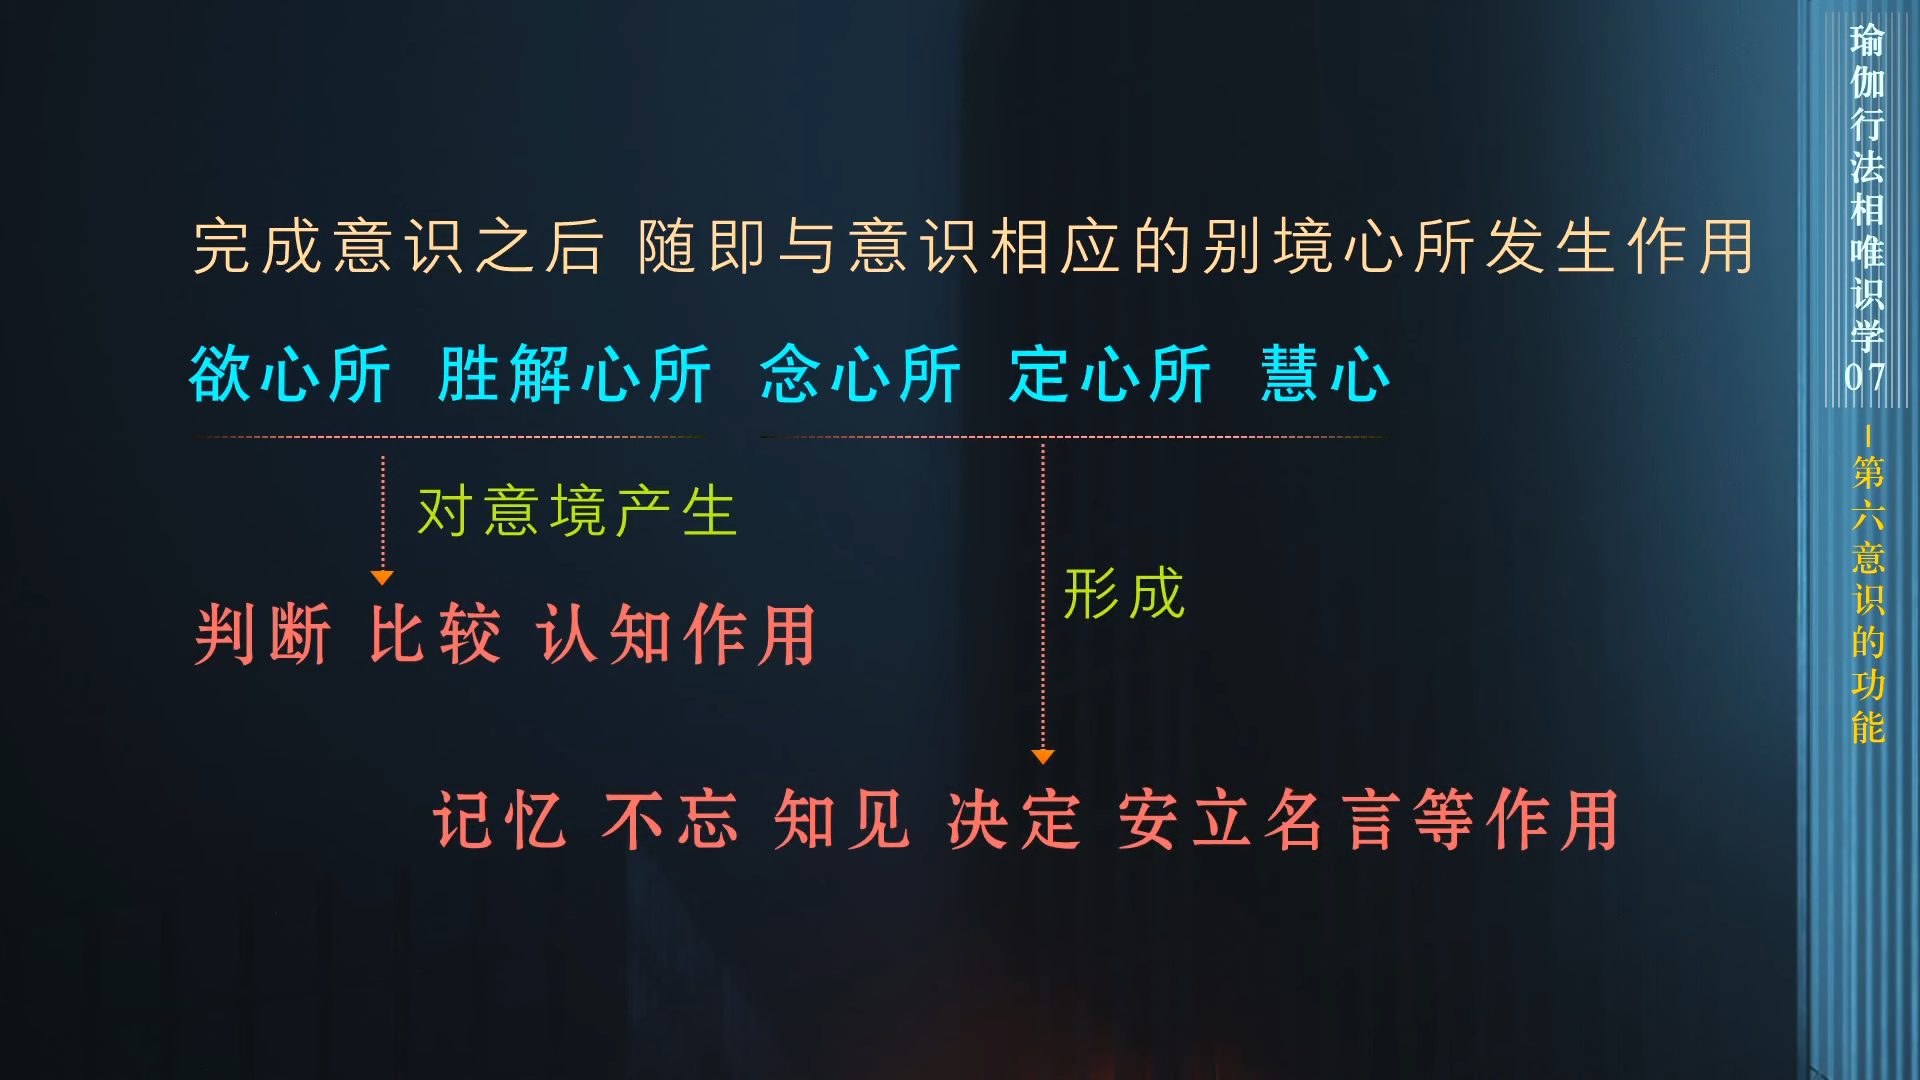 完成意识之后 随即与意识相应的别境心所发生作用
欲心所 胜解心所 念心所 定心所 慧心
对意境产生
形成
判断 比较 认知作用
记忆 不忘 知见 决定 安立名言等作用
瑜伽行法相唯识学07
–第六意识的功能